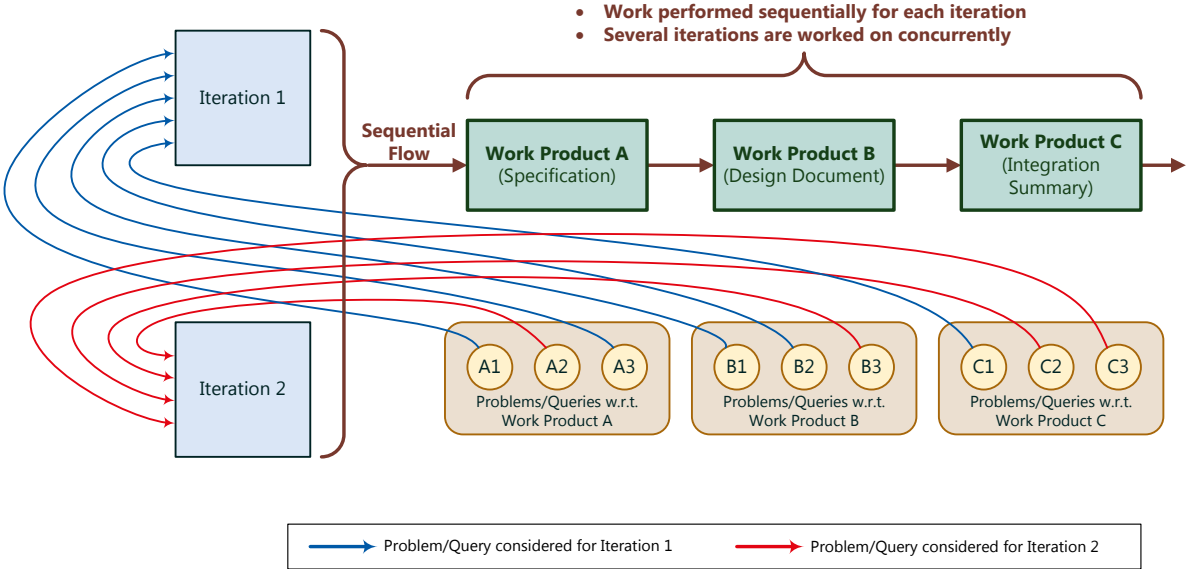 • Work performed sequentially for each iteration
• Several iterations are worked on concurrently
Iteration 1
Sequential
Flow
Work Product A
(Specification)
Work Product B
(Design Document)
Work Product C
(Integration
Summary)
Iteration 2
A1 A2 A3
Problems/Queries w.r.t.
Work Product A
B1 B2 B3
Problems/Queries w.r.t.
Work Product B
C1 C2 C3
Problems/Queries w.r.t.
Work Product C
Problem/Query considered for Iteration 1
Problem/Query considered for Iteration 2